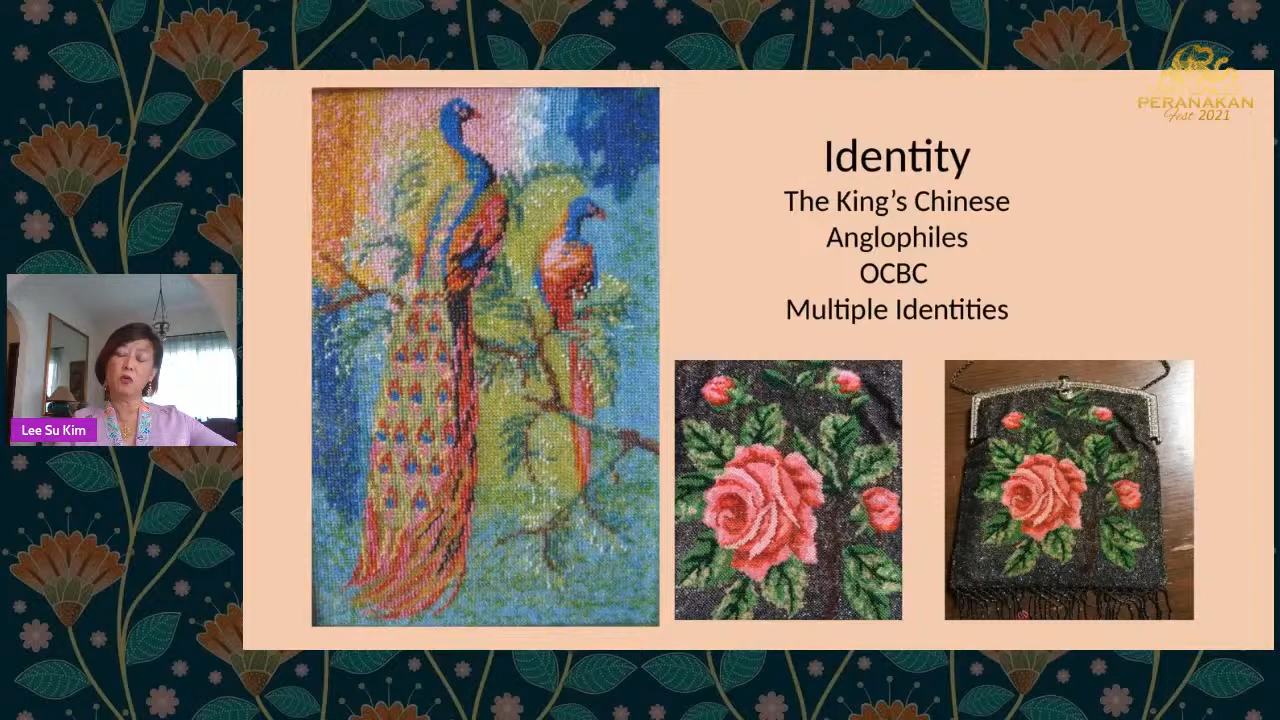 PERANAKAN
Fest 2021
Identity
The King's Chinese
Anglophiles
OCBC
Multiple Identities
Lee Su Kim